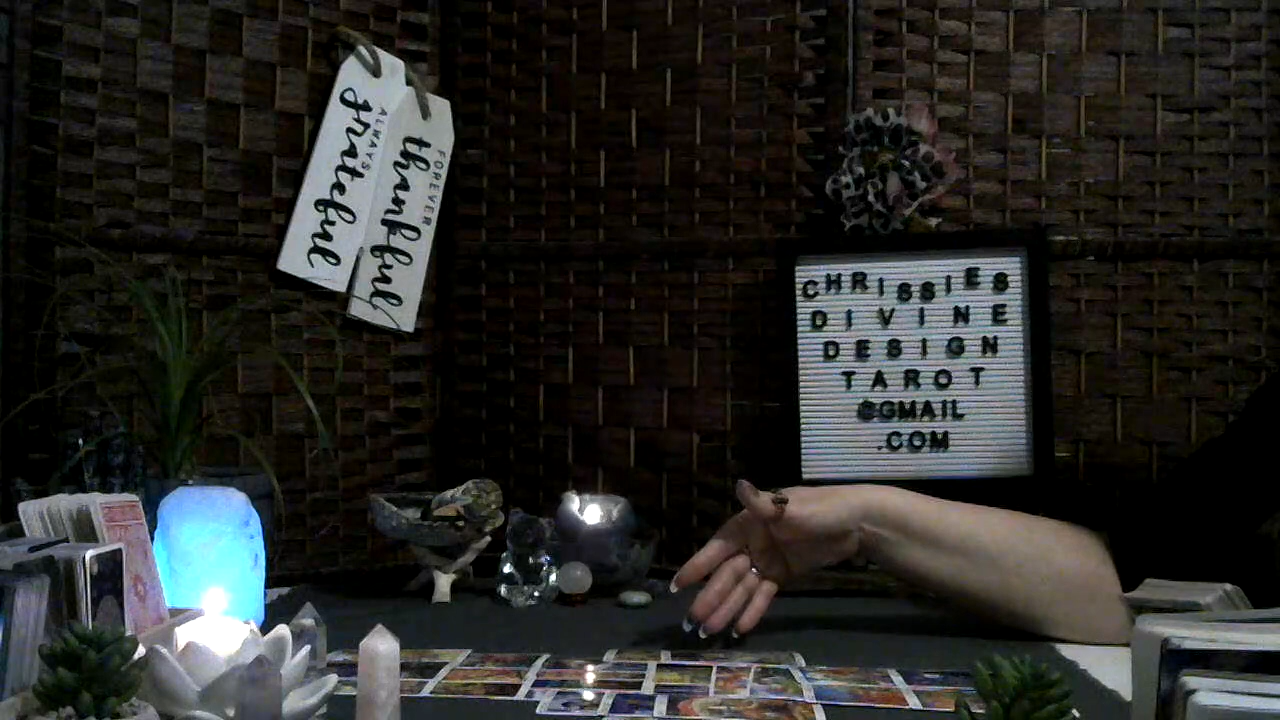 ALWAYS
grateful
FOREVER
thankful
CHRISSIES
DIVINE
DESIGN
TAROT
@GMAIL
.COM